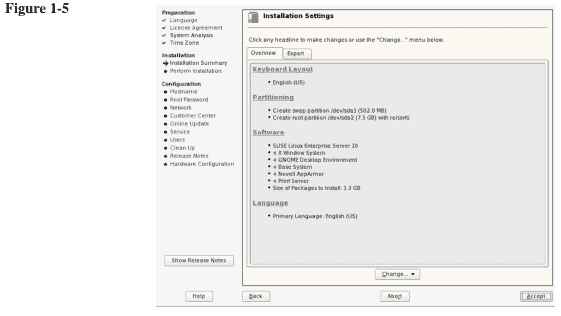 Figure 1-5
Preparation
Language
License Agreement
System Analysis
Time Zone
Installation
Installation Summary
Perform Installation
Configuration
Hostname
Root Password
Network
Customer Center
Online Update
Service
Users
Clean Up
Release Notes
Hardware Configuration
Show Release Notes
Help
Installation Settings
Click any headline to make changes or use the "Change..." menu below.
Overview
Expert
Keyboard Layout
• English (US)
Partitioning
• Create swap partition /dev/sda1 (502.0 MB)
• Create root partition /dev/sda2 (7.5 GB) with reiserfs
Software
• SUSE Linux Enterprise Server 10
• + X Window System
• + GNOME Desktop Environment
• + Base System
• + Novell AppArmor
• + Print Server
• Size of Packages to Install: 1.3 GB
Language
• Primary Language: English (US)
Change...
Back
Abort
Accept